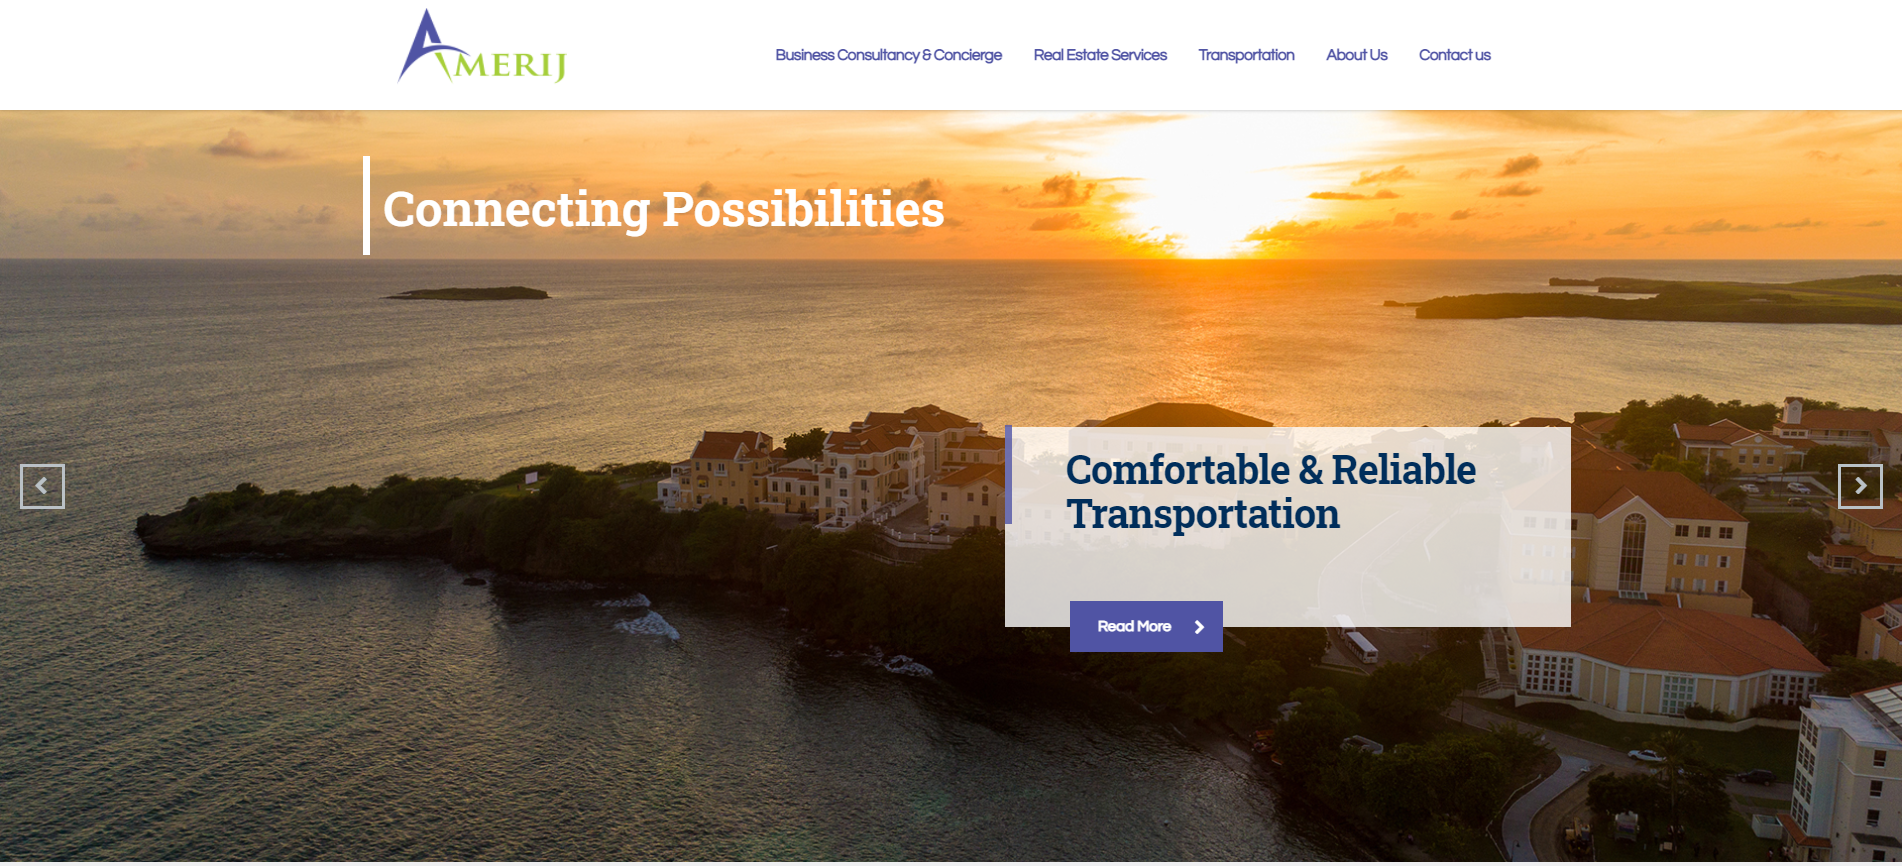 AMERIJ
Business Consultancy & Concierge
Real Estate Services
Transportation
About Us
Contact us
Connecting Possibilities
Comfortable & Reliable
Transportation
Read More